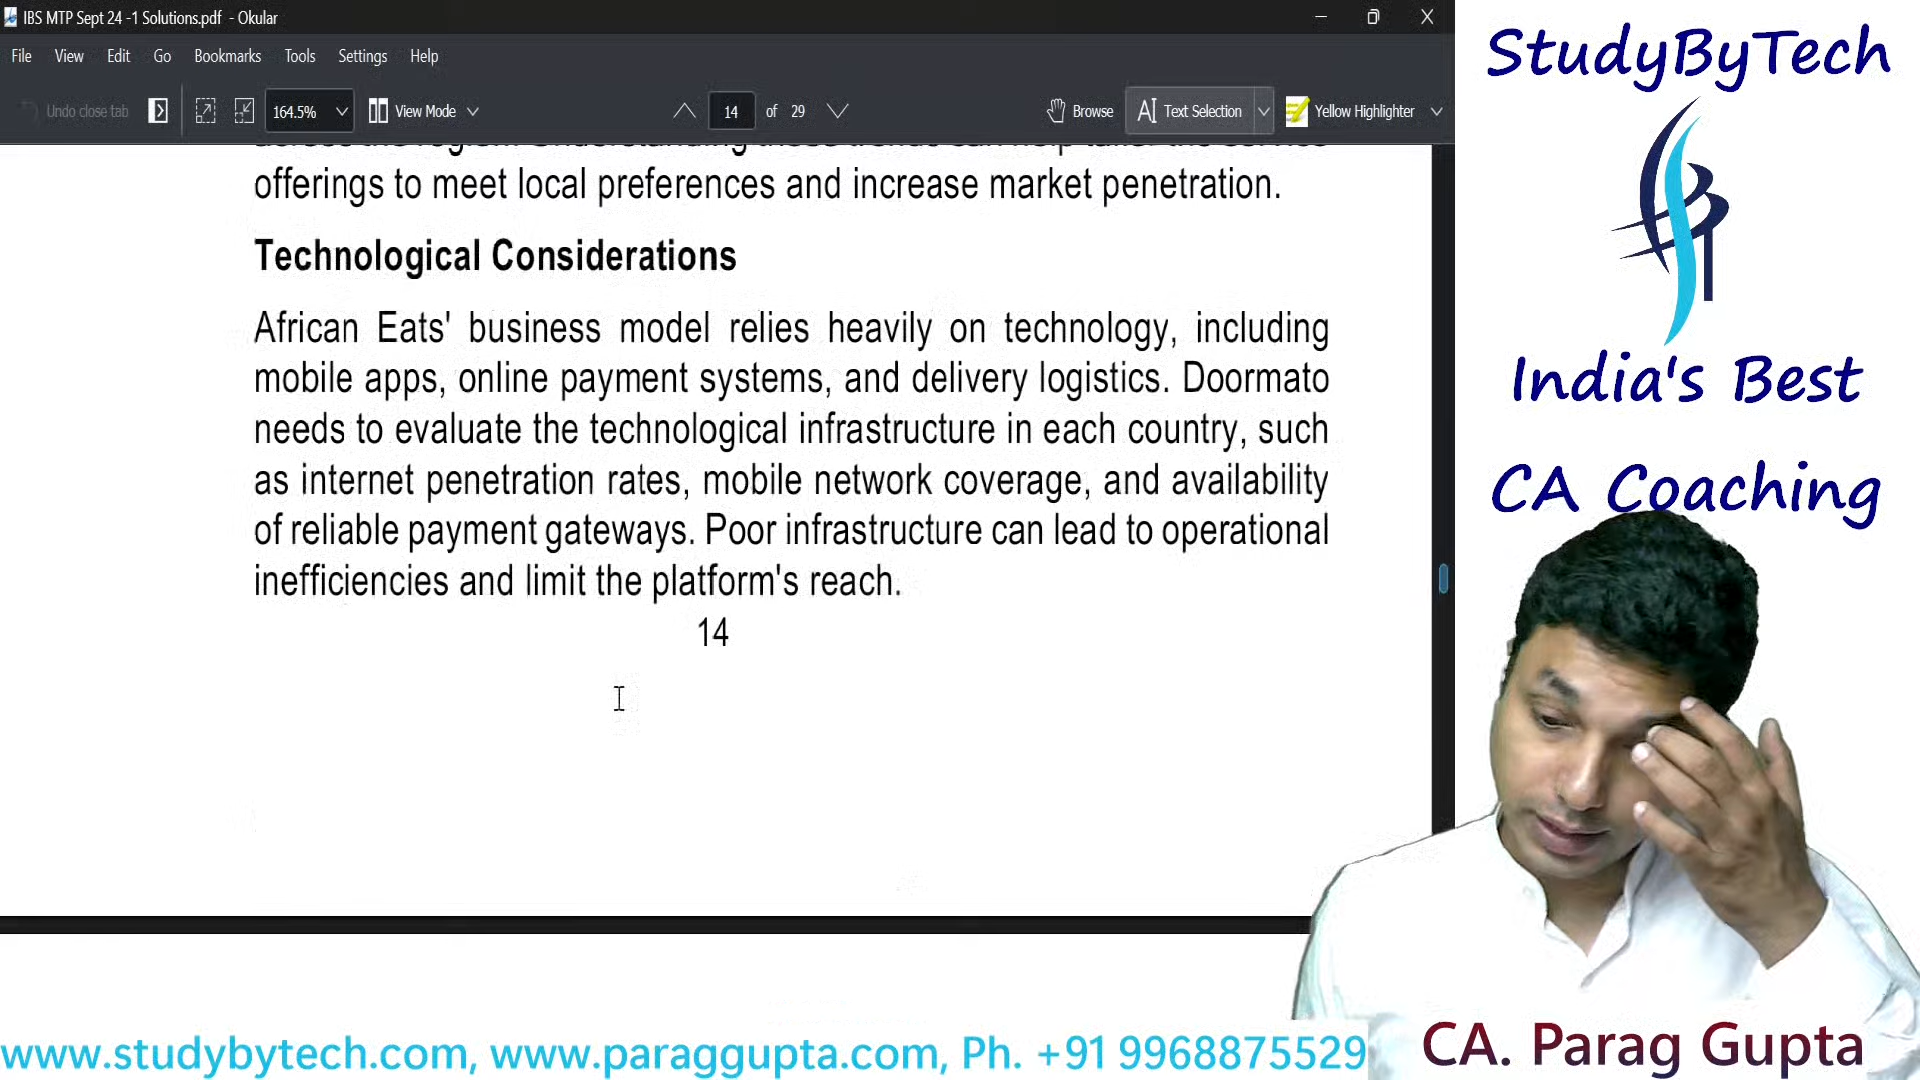 IBS MTP Sept 24 -1 Solutions.pdf - Okular
File View Edit Go Bookmarks Tools Settings Help
Undo close tab 164.5% View Mode 14 of 29 Browse Text Selection Yellow Highlighter
offerings to meet local preferences and increase market penetration.
Technological Considerations
African Eats' business model relies heavily on technology, including
mobile apps, online payment systems, and delivery logistics. Doormato
needs to evaluate the technological infrastructure in each country, such
as internet penetration rates, mobile network coverage, and availability
of reliable payment gateways. Poor infrastructure can lead to operational
inefficiencies and limit the platform's reach.
14
StudyByTech
India's Best
CA Coaching
www.studybytech.com, www.paraggupta.com, Ph. +91 9968875529
CA. Parag Gupta